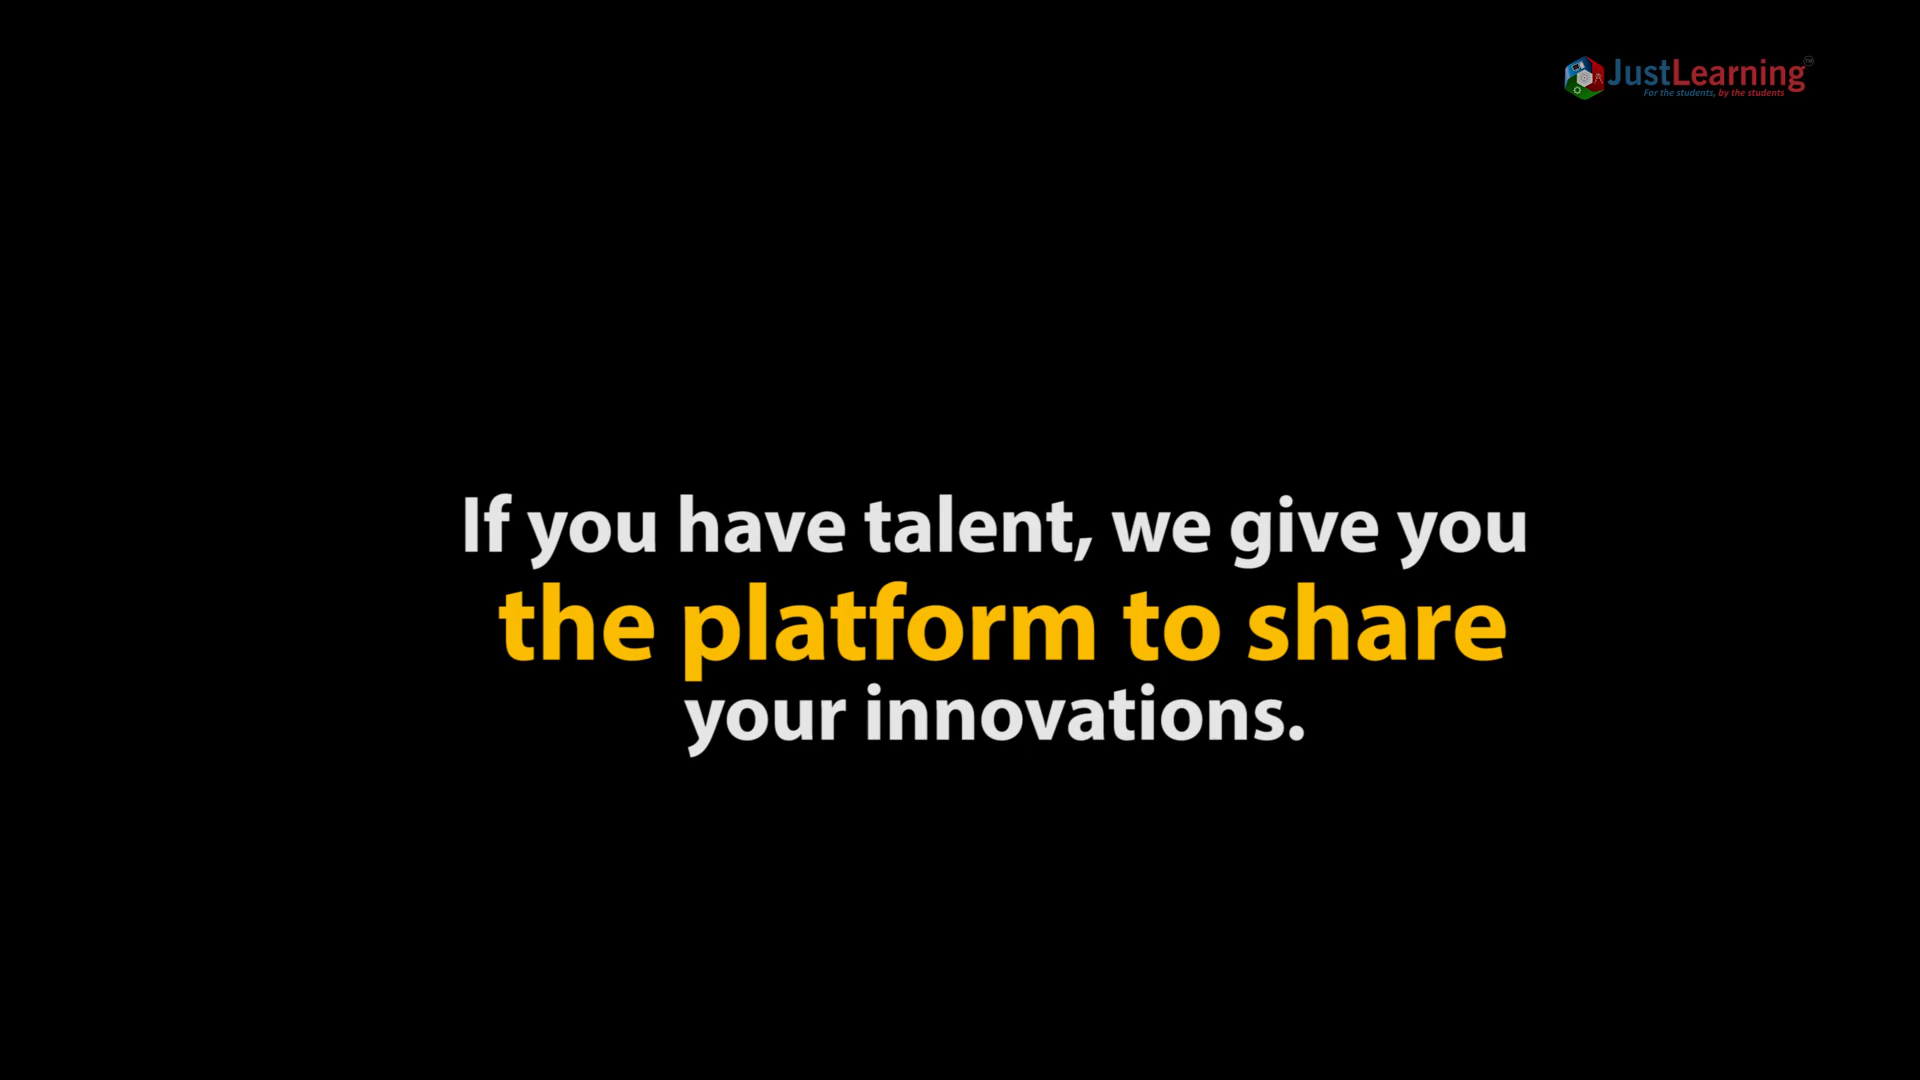 JustLearning™
For the students, by the students
If you have talent, we give you
the platform to share
your innovations.